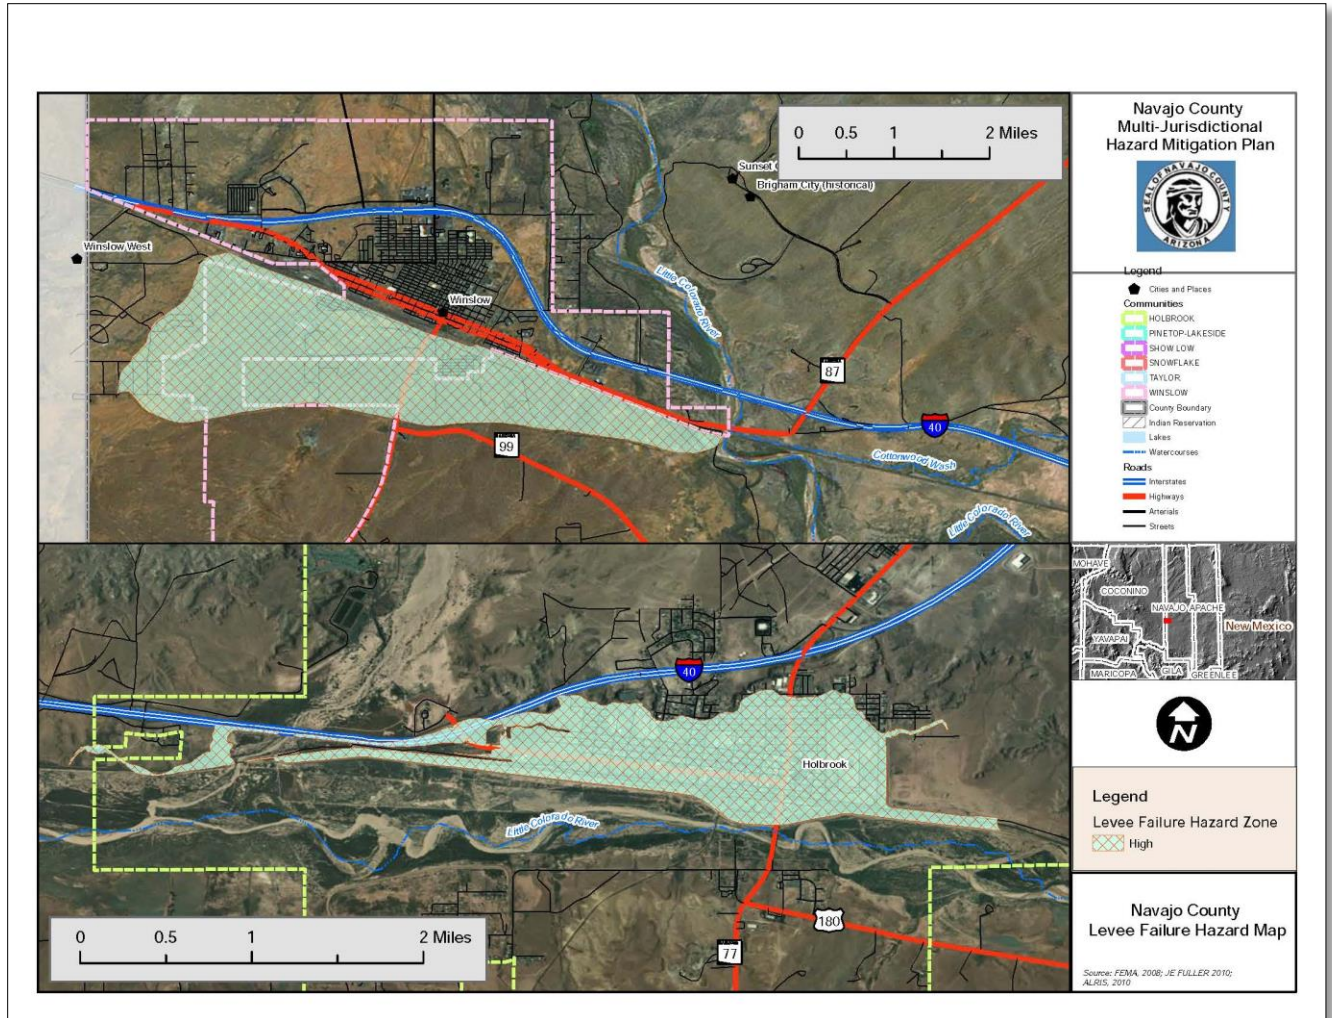 0 0.5 1 2 Miles
Sunset
Brigham City (historical)
Winslow West
Little Colorado River
Winslow
87
40
99
Cottonwood Wash
Little Colorado River
40
Holbrook
Little Colorado River
180
77
0 0.5 1 2 Miles
Navajo County
Multi-Jurisdictional
Hazard Mitigation Plan
SEAL OF NAVAJO COUNTY
ARIZONA
Legend
Cities and Places
Communities
HOLBROOK
PINETOP-LAKESIDE
SHOW LOW
SNOWFLAKE
TAYLOR
WINSLOW
County Boundary
Indian Reservation
Lakes
Watercourses
Roads
Interstates
Highways
Arterials
Streets
MOHAVE
COCONINO
NAVAJO APACHE
New Mexico
YAVAPAI
MARICOPA GILA GREENLEE
N
Legend
Levee Failure Hazard Zone
High
Navajo County
Levee Failure Hazard Map
Source: FEMA, 2008; JE FULLER 2010;
ALRIS, 2010